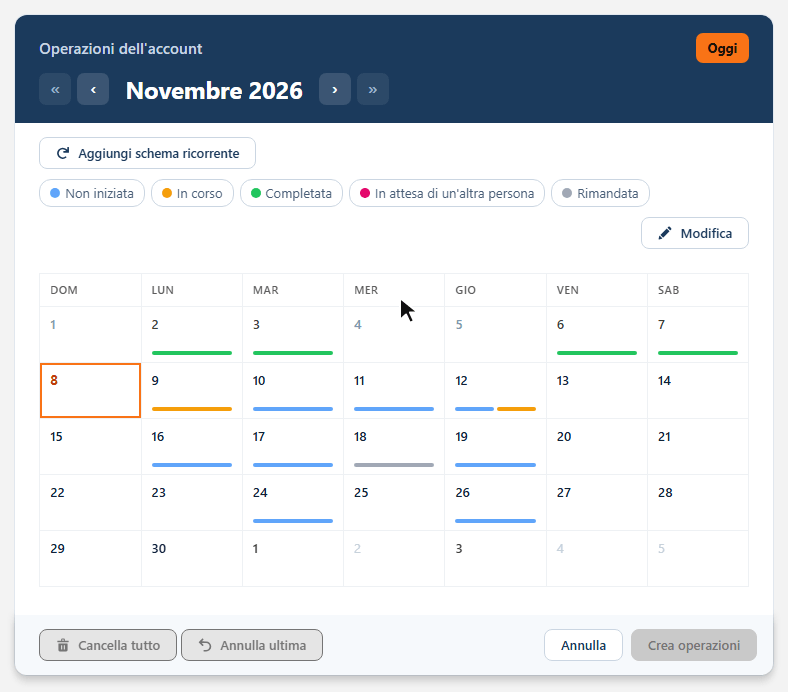 Operazioni dell'account
Oggi
« ‹ Novembre 2026 › »
Aggiungi schema ricorrente
Non iniziata In corso Completata In attesa di un'altra persona Rimandata
Modifica
DOM LUN MAR MER GIO VEN SAB
1 2 3 4 5 6 7
8 9 10 11 12 13 14
15 16 17 18 19 20 21
22 23 24 25 26 27 28
29 30 1 2 3 4 5
Cancella tutto Annulla ultima Annulla Crea operazioni